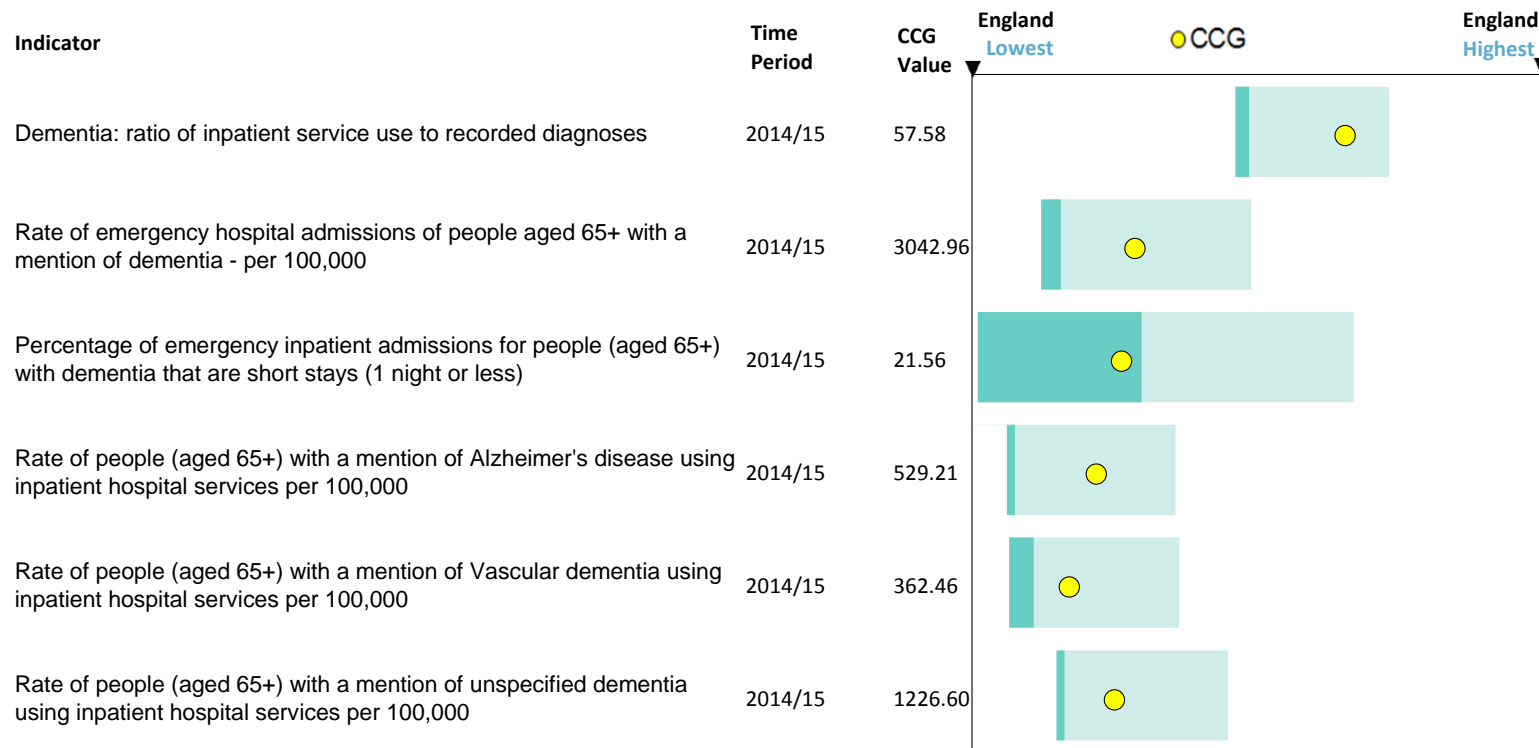 Indicator
Time
Period
CCG
Value
England
Lowest
CCG
England
Highest
Dementia: ratio of inpatient service use to recorded diagnoses
2014/15
57.58
Rate of emergency hospital admissions of people aged 65+ with a
mention of dementia - per 100,000
2014/15
3042.96
Percentage of emergency inpatient admissions for people (aged 65+)
with dementia that are short stays (1 night or less)
2014/15
21.56
Rate of people (aged 65+) with a mention of Alzheimer's disease using
inpatient hospital services per 100,000
2014/15
529.21
Rate of people (aged 65+) with a mention of Vascular dementia using
inpatient hospital services per 100,000
2014/15
362.46
Rate of people (aged 65+) with a mention of unspecified dementia
using inpatient hospital services per 100,000
2014/15
1226.60